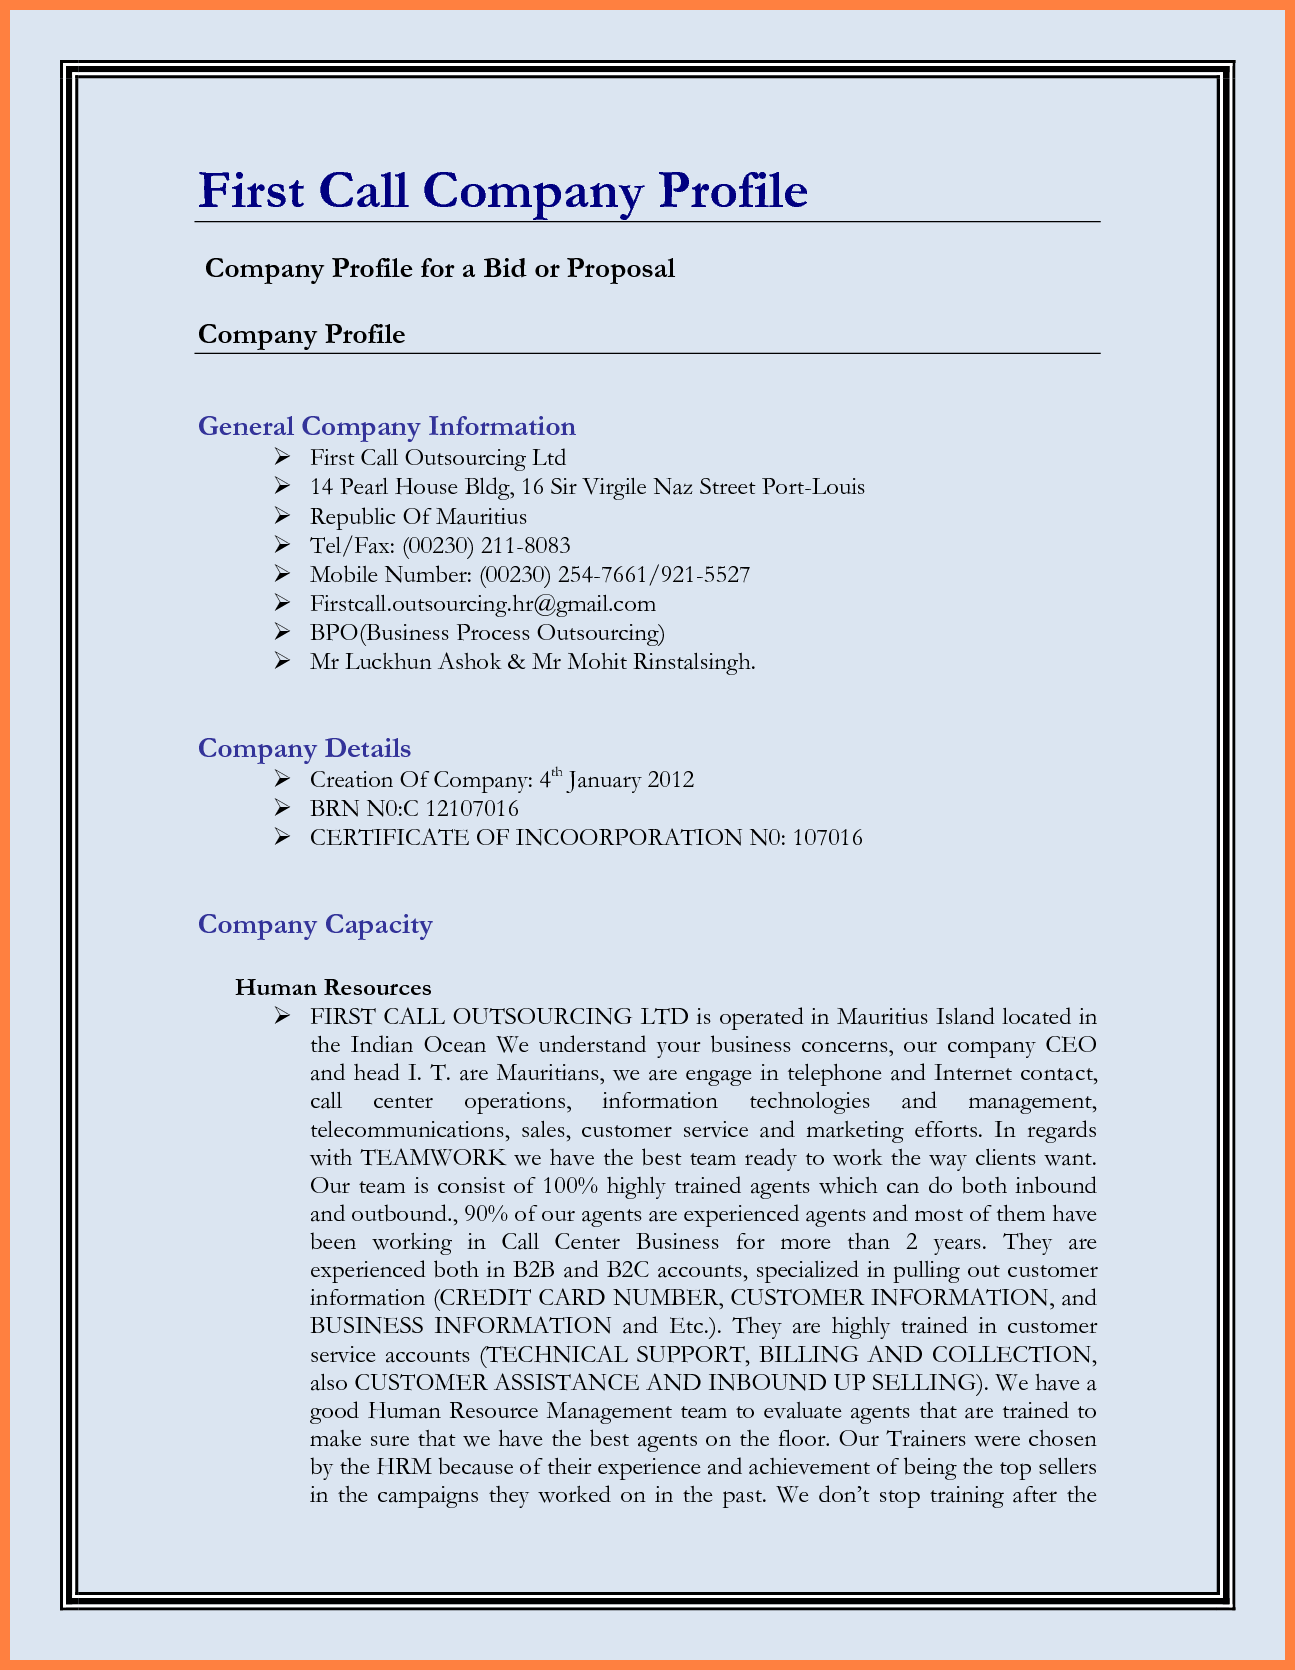 First Call Company Profile
Company Profile for a Bid or Proposal
Company Profile
General Company Information
➢ First Call Outsourcing Ltd
➢ 14 Pearl House Bldg, 16 Sir Virgile Naz Street Port-Louis
➢ Republic Of Mauritius
➢ Tel/Fax: (00230) 211-8083
➢ Mobile Number: (00230) 254-7661/921-5527
➢ Firstcall.outsourcing.hr@gmail.com
➢ BPO(Business Process Outsourcing)
➢ Mr Luckhun Ashok & Mr Mohit Rinstalsingh.
Company Details
➢ Creation Of Company: 4th January 2012
➢ BRN N0:C 12107016
➢ CERTIFICATE OF INCOORPORATION N0: 107016
Company Capacity
Human Resources
➢ FIRST CALL OUTSOURCING LTD is operated in Mauritius Island located in
the Indian Ocean We understand your business concerns, our company CEO
and head I. T. are Mauritians, we are engage in telephone and Internet contact,
call center operations, information technologies and management,
telecommunications, sales, customer service and marketing efforts. In regards
with TEAMWORK we have the best team ready to work the way clients want.
Our team is consist of 100% highly trained agents which can do both inbound
and outbound., 90% of our agents are experienced agents and most of them have
been working in Call Center Business for more than 2 years. They are
experienced both in B2B and B2C accounts, specialized in pulling out customer
information (CREDIT CARD NUMBER, CUSTOMER INFORMATION, and
BUSINESS INFORMATION and Etc.). They are highly trained in customer
service accounts (TECHNICAL SUPPORT, BILLING AND COLLECTION,
also CUSTOMER ASSISTANCE AND INBOUND UP SELLING). We have a
good Human Resource Management team to evaluate agents that are trained to
make sure that we have the best agents on the floor. Our Trainers were chosen
by the HRM because of their experience and achievement of being the top sellers
in the campaigns they worked on in the past. We don’t stop training after the